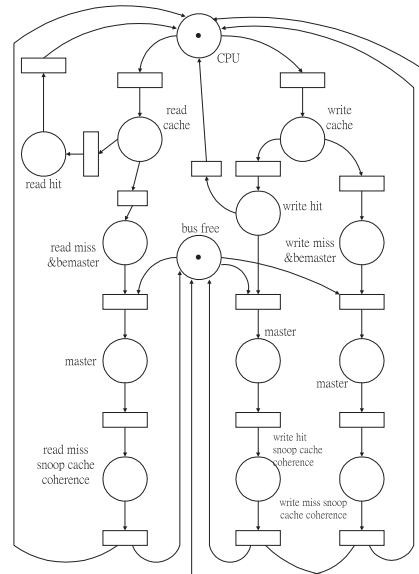 CPU
read
cache
write
cache
read hit
write hit
bus free
read miss
&bemaster
write miss
&bemaster
master
master
master
read miss
snoop cache
coherence
write hit
snoop cache
coherence
write miss snoop
cache coherence